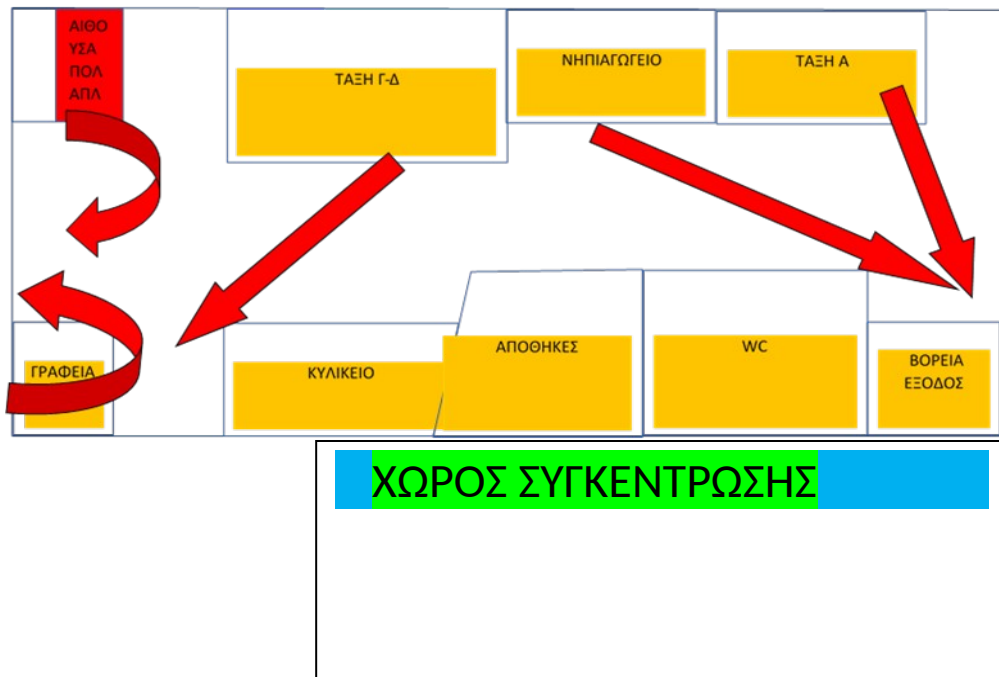 ΑΙΘΟ
ΥΣΑ
ΠΟΛ
ΑΠΛ
ΤΑΞΗ Γ-Δ
ΝΗΠΙΑΓΩΓΕΙΟ
ΤΑΞΗ Α
ΓΡΑΦΕΙΑ
ΚΥΛΙΚΕΙΟ
ΑΠΟΘΗΚΕΣ
WC
ΒΟΡΕΙΑ
ΕΞΟΔΟΣ
ΧΩΡΟΣ ΣΥΓΚΕΝΤΡΩΣΗΣ